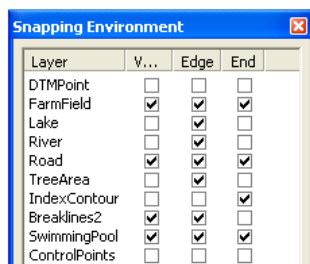 Snapping Environment
Layer V... Edge End
DTMPoint
FarmField
Lake
River
Road
TreeArea
IndexContour
Breaklines2
SwimmingPool
ControlPoints